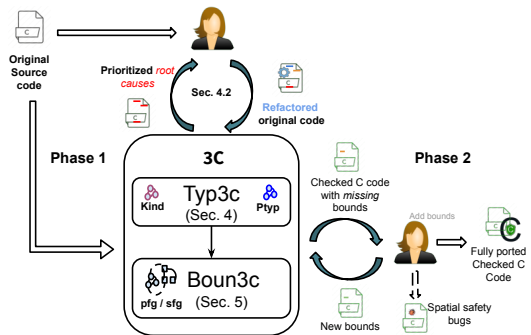 Original
Source
code
Prioritized root
causes
Sec. 4.2
Refactored
original code
Phase 1
3C
Phase 2
Kind
Typ3c
(Sec. 4)
Ptyp
Checked C code
with missing
bounds
Add bounds
Boun3c
(Sec. 5)
pfg / sfg
New bounds
Fully ported
Checked C
Code
Spatial safety
bugs